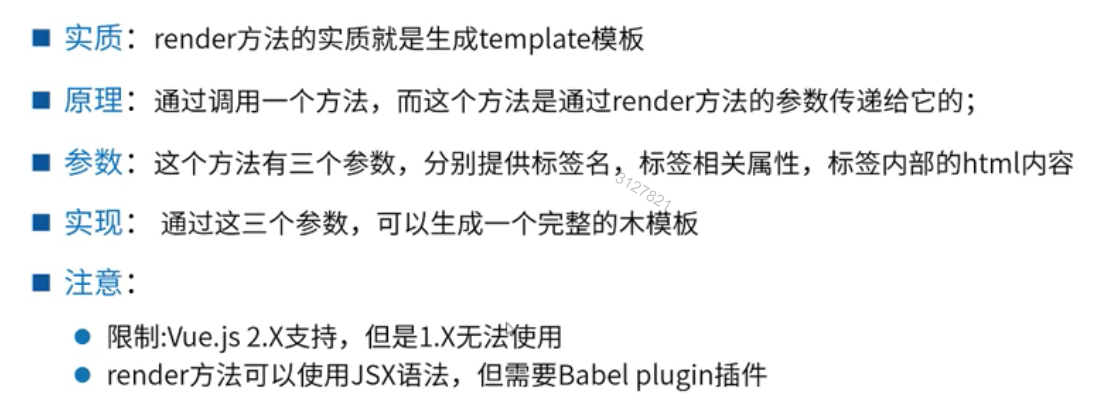 实质：render方法的实质就是生成template模板
原理：通过调用一个方法，而这个方法是通过render方法的参数传递给它的；
参数：这个方法有三个参数，分别提供标签名，标签相关属性，标签内部的html内容
3127821
实现： 通过这三个参数，可以生成一个完整的木模板
注意：
限制:Vue.js 2.X支持，但是1.X无法使用
render方法可以使用JSX语法，但需要Babel plugin插件